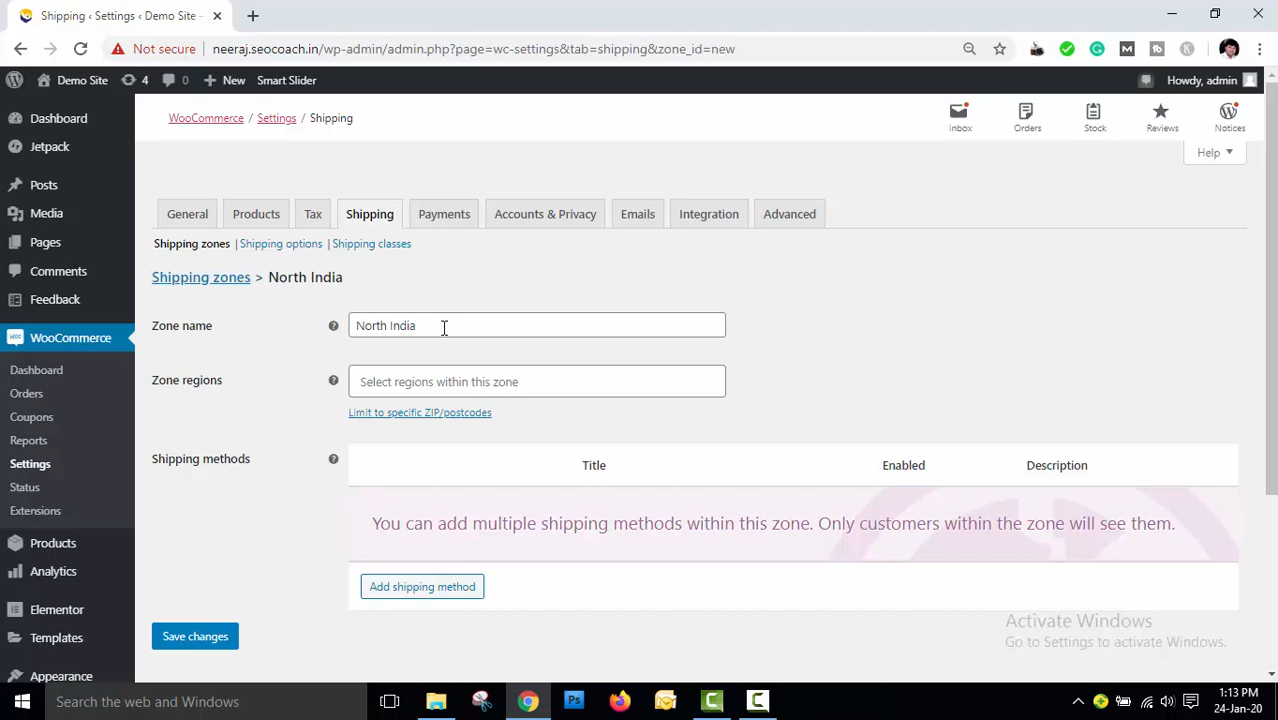 Shipping ‹ Settings ‹ Demo Site –
Not secure
neeraj.seocoach.in/wp-admin/admin.php?page=wc-settings&tab=shipping&zone_id=new
Demo Site
4
0
New
Smart Slider
Howdy, admin
Dashboard
Jetpack
Posts
Media
Pages
Comments
Feedback
WooCommerce
Dashboard
Orders
Coupons
Reports
Settings
Status
Extensions
Products
Analytics
Elementor
Templates
Appearance
WooCommerce / Settings / Shipping
Inbox
Orders
Stock
Reviews
Notices
Help
General
Products
Tax
Shipping
Payments
Accounts & Privacy
Emails
Integration
Advanced
Shipping zones | Shipping options | Shipping classes
Shipping zones > North India
Zone name
?
North India
Zone regions
?
Select regions within this zone
Limit to specific ZIP/postcodes
Shipping methods
?
Title
Enabled
Description
You can add multiple shipping methods within this zone. Only customers within the zone will see them.
Add shipping method
Save changes
Activate Windows
Go to Settings to activate Windows.
Search the web and Windows
Ps
1:13 PM
24-Jan-20